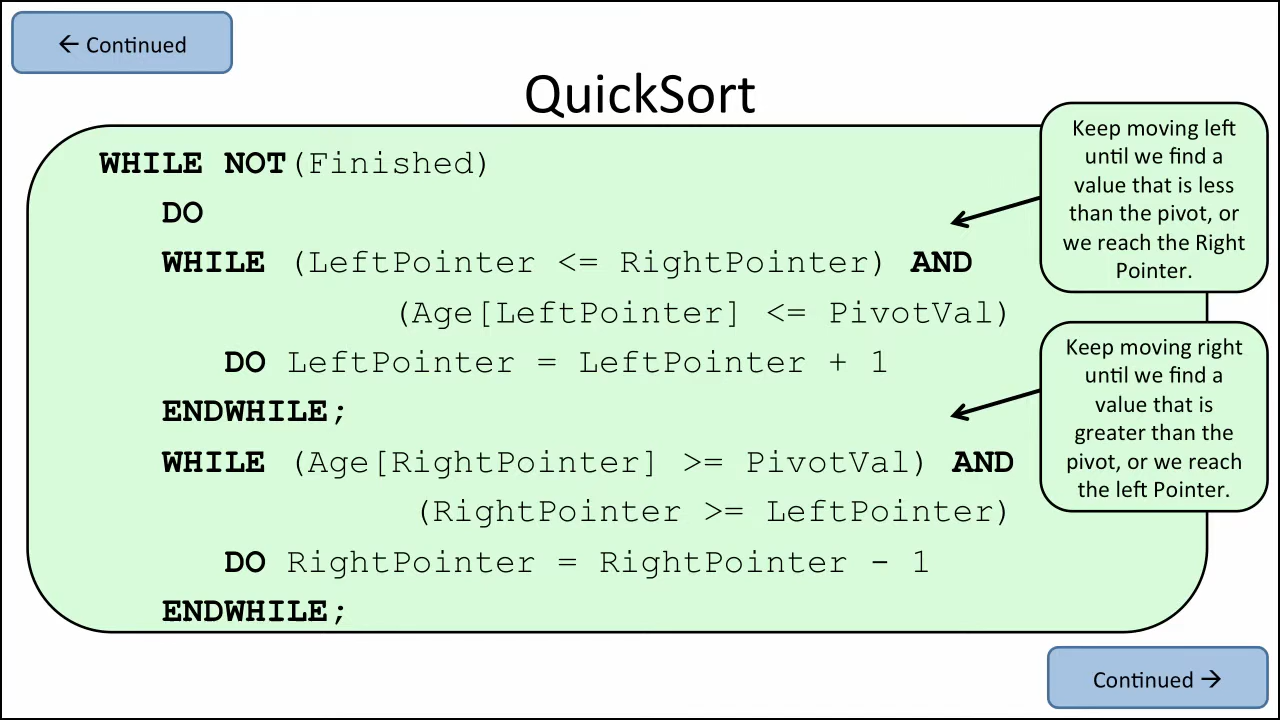 ← Continued
QuickSort
WHILE NOT(Finished)
DO
WHILE (LeftPointer <= RightPointer) AND
(Age[LeftPointer] <= PivotVal)
DO LeftPointer = LeftPointer + 1
ENDWHILE;
WHILE (Age[RightPointer] >= PivotVal) AND
(RightPointer >= LeftPointer)
DO RightPointer = RightPointer - 1
ENDWHILE;
Keep moving left
until we find a
value that is less
than the pivot, or
we reach the Right
Pointer.
Keep moving right
until we find a
value that is
greater than the
pivot, or we reach
the left Pointer.
Continued →